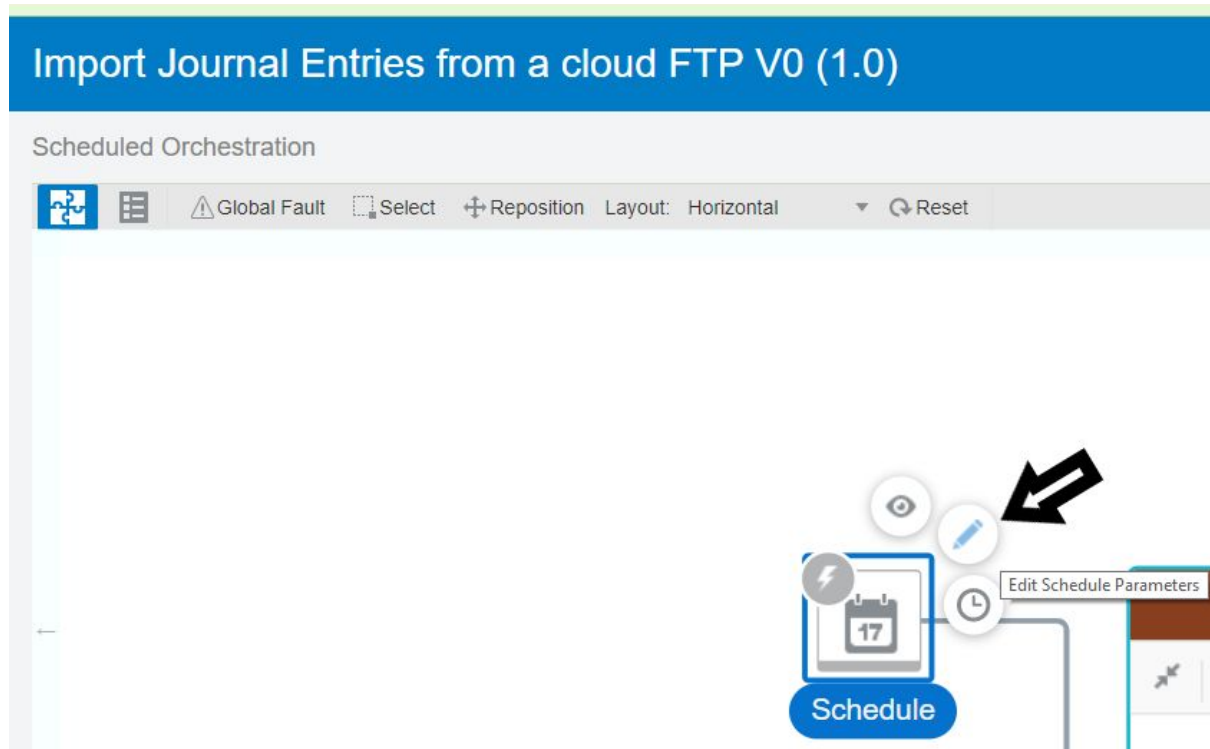 Import Journal Entries from a cloud FTP V0 (1.0)
Scheduled Orchestration
Global Fault Select Reposition Layout: Horizontal Reset
Edit Schedule Parameters
17
Schedule